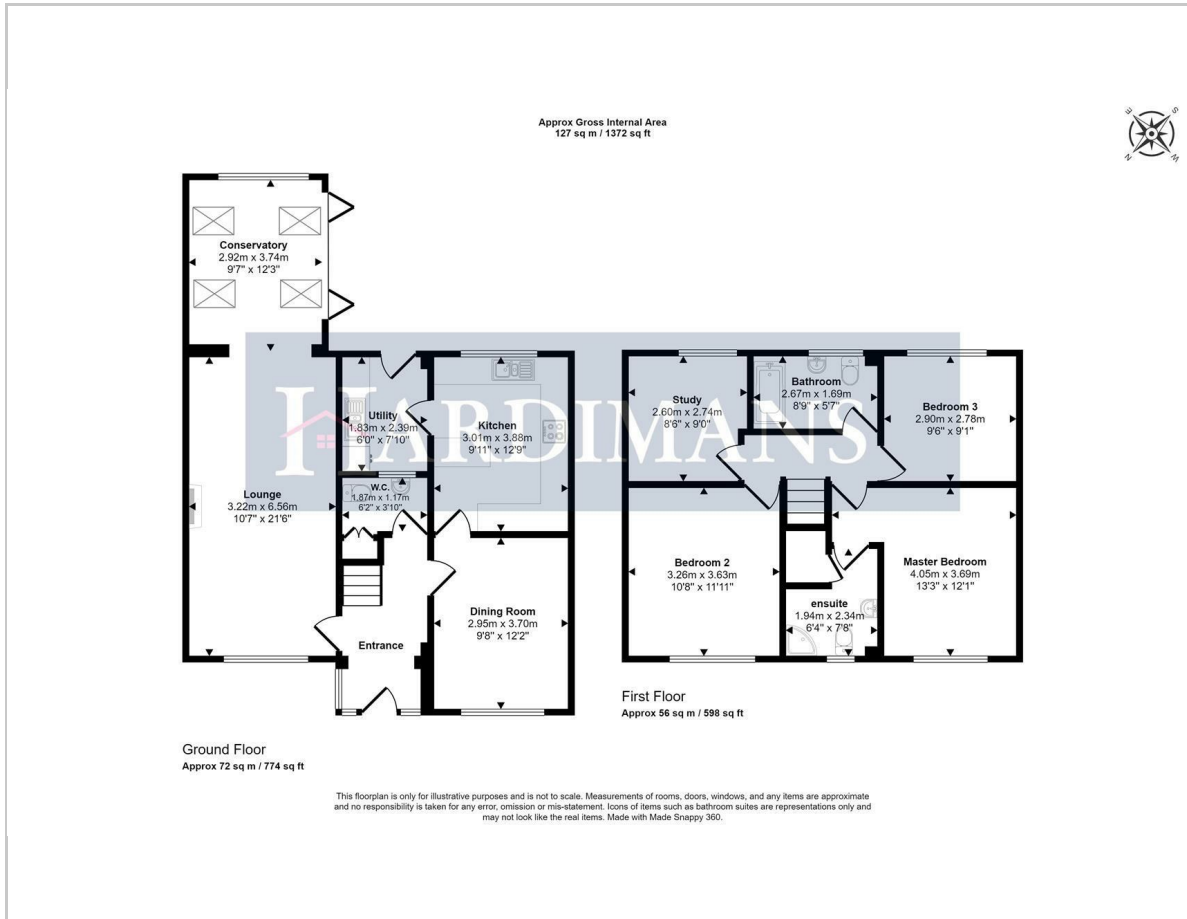 Approx Gross Internal Area
127 sq m / 1372 sq ft
E
S
N
W
Conservatory
2.92m x 3.74m
9'7" x 12'3"
HARDIMANS
Utility
1.83m x 2.39m
6'0" x 7'10"
Kitchen
3.01m x 3.88m
9'11" x 12'9"
W.C.
1.87m x 1.17m
6'2" x 3'10"
Lounge
3.22m x 6.56m
10'7" x 21'6"
Dining Room
2.95m x 3.70m
9'8" x 12'2"
Entrance
Study
2.60m x 2.74m
8'6" x 9'0"
Bathroom
2.67m x 1.69m
8'9" x 5'7"
Bedroom 3
2.90m x 2.78m
9'6" x 9'1"
Bedroom 2
3.26m x 3.63m
10'8" x 11'11"
Master Bedroom
4.05m x 3.69m
13'3" x 12'1"
ensuite
1.94m x 2.34m
6'4" x 7'8"
First Floor
Approx 56 sq m / 598 sq ft
Ground Floor
Approx 72 sq m / 774 sq ft
This floorplan is only for illustrative purposes and is not to scale. Measurements of rooms, doors, windows, and any items are approximate
and no responsibility is taken for any error, omission or mis-statement. Icons of items such as bathroom suites are representations only and
may not look like the real items. Made with Made Snappy 360.